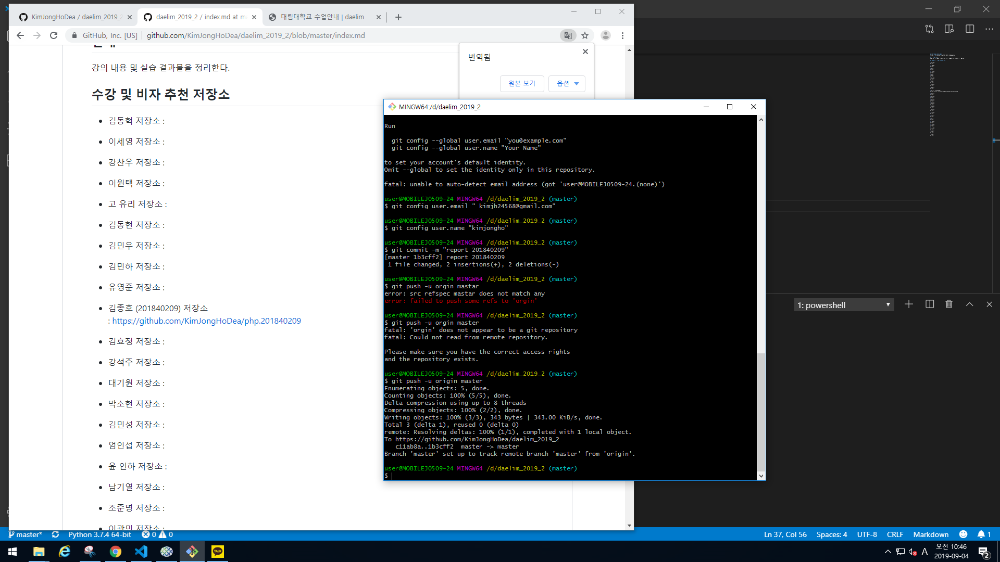 KimJongHoDea / daelim_2019_2
daelim_2019_2 / index.md at ma
대림대학교 수업안내 | daelim
GitHub, Inc. [US] | github.com/KimJongHoDea/daelim_2019_2/blob/master/index.md
번역됨
원본 보기
옵션
강의 내용 및 실습 결과물을 정리한다.
수강 및 비자 추천 저장소
김동혁 저장소 :
이세영 저장소 :
강찬우 저장소 :
이원택 저장소 :
고 유리 저장소 :
김동현 저장소 :
김민우 저장소 :
김민하 저장소 :
유영준 저장소 :
김종호 (201840209) 저장소
: https://github.com/KimJongHoDea/php.201840209
김효정 저장소 :
강석주 저장소 :
대기원 저장소 :
박소현 저장소 :
김민성 저장소 :
엄인섭 저장소 :
윤 인하 저장소 :
남기열 저장소 :
조준명 저장소 :
이광민 저장소 :
MINGW64:/d/daelim_2019_2
Run
git config --global user.email "you@example.com"
git config --global user.name "Your Name"
to set your account's default identity.
Omit --global to set the identity only in this repository.
fatal: unable to auto-detect email address (got 'user@MOBILEJO509-24.(none)')
user@MOBILEJO509-24 MINGW64 /d/daelim_2019_2 (master)
$ git config user.email " kimjh24568@gmail.com"
user@MOBILEJO509-24 MINGW64 /d/daelim_2019_2 (master)
$ git config user.name "kimjongho"
user@MOBILEJO509-24 MINGW64 /d/daelim_2019_2 (master)
$ git commit -m "report 201840209"
[master 1b3cff2] report 201840209
1 file changed, 2 insertions(+), 2 deletions(-)
user@MOBILEJO509-24 MINGW64 /d/daelim_2019_2 (master)
$ git push -u orgin mastar
error: src refspec mastar does not match any
error: failed to push some refs to 'orgin'
user@MOBILEJO509-24 MINGW64 /d/daelim_2019_2 (master)
$ git push -u orgin master
fatal: 'orgin' does not appear to be a git repository
fatal: Could not read from remote repository.
Please make sure you have the correct access rights
and the repository exists.
user@MOBILEJO509-24 MINGW64 /d/daelim_2019_2 (master)
$ git push -u origin master
Enumerating objects: 5, done.
Counting objects: 100% (5/5), done.
Delta compression using up to 8 threads
Compressing objects: 100% (2/2), done.
Writing objects: 100% (3/3), 343 bytes | 343.00 KiB/s, done.
Total 3 (delta 1), reused 0 (delta 0)
remote: Resolving deltas: 100% (1/1), completed with 1 local object.
To https://github.com/KimJongHoDea/daelim_2019_2
c11ab8a..1b3cff2  master -> master
Branch 'master' set up to track remote branch 'master' from 'origin'.
user@MOBILEJO509-24 MINGW64 /d/daelim_2019_2 (master)
$
1: powershell
master* Python 3.7.4 64-bit 0 0 Ln 37, Col 56 Spaces: 4 UTF-8 CRLF Markdown 1
TALK
A
오전 10:46
2019-09-04
2